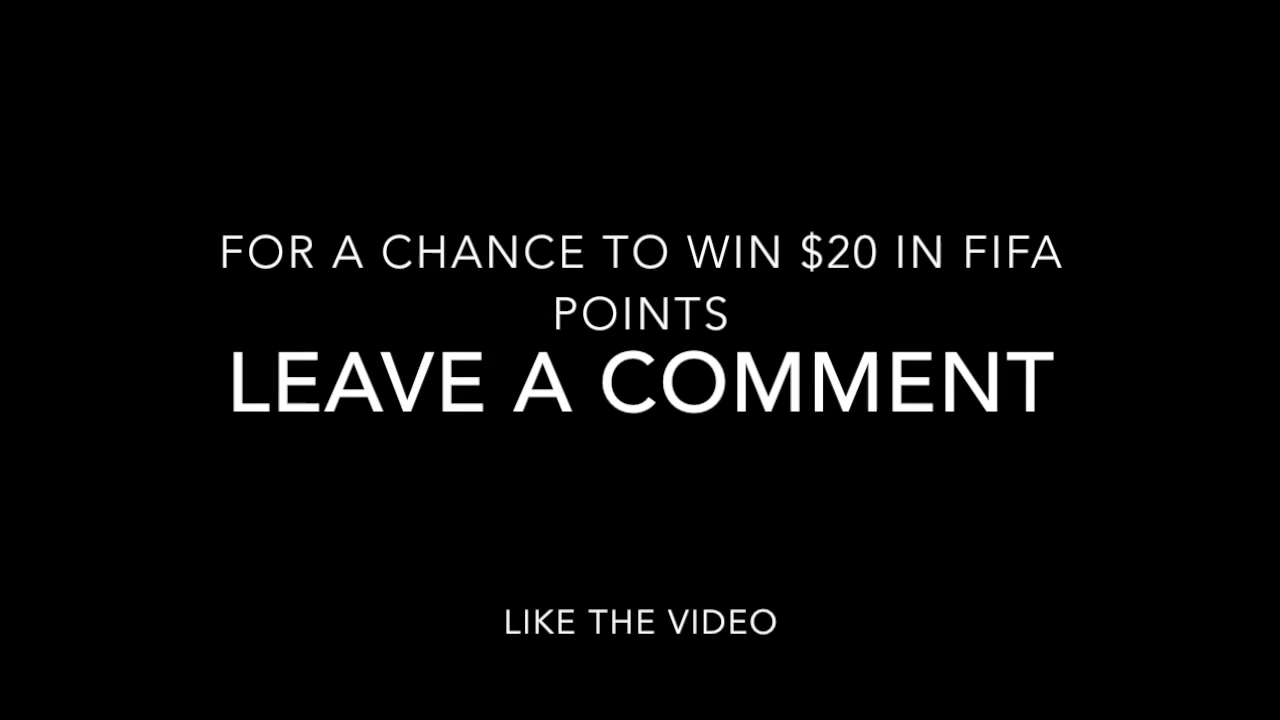 FOR A CHANCE TO WIN $20 IN FIFA
POINTS
LEAVE A COMMENT
LIKE THE VIDEO